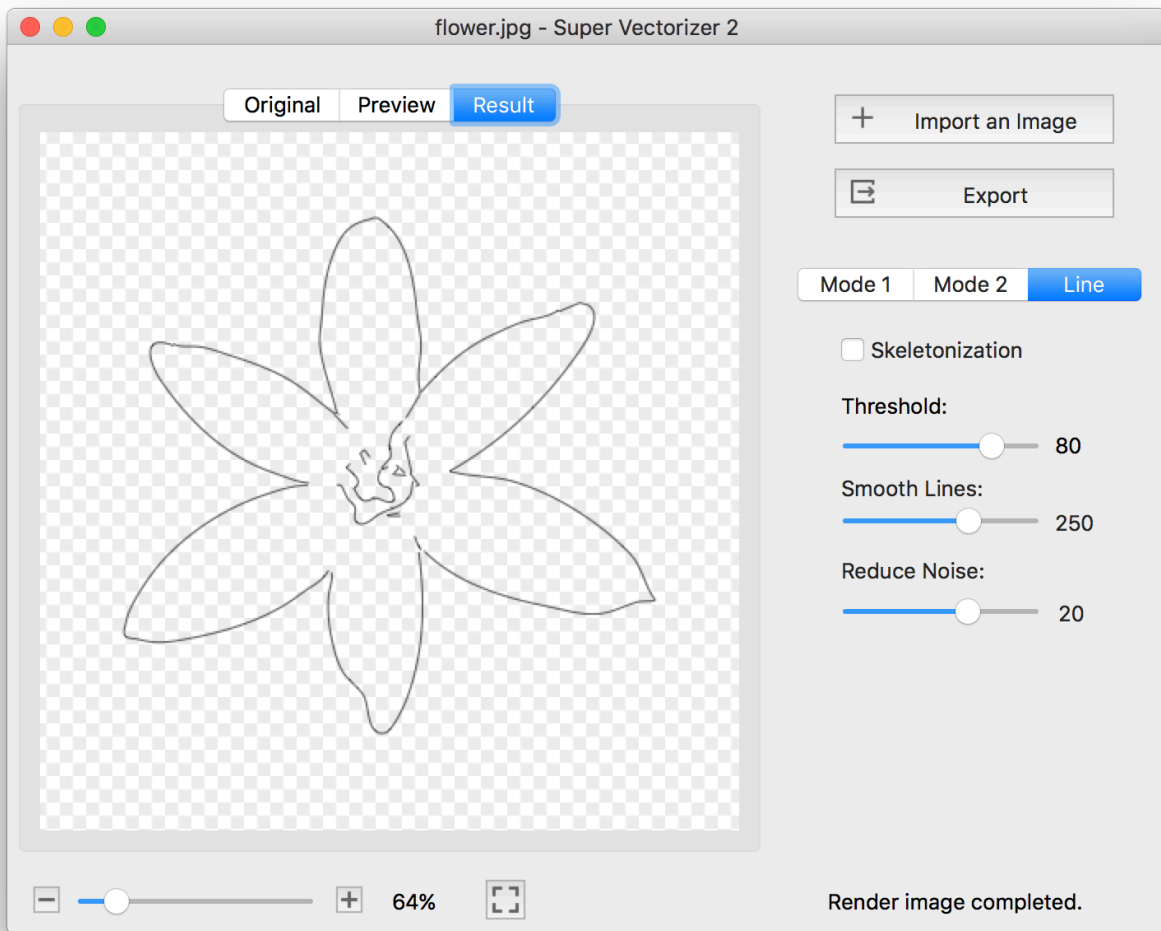 flower.jpg - Super Vectorizer 2
Original Preview Result
Import an Image
Export
Mode 1 Mode 2 Line
Skeletonization
Threshold:
80
Smooth Lines:
250
Reduce Noise:
20
64%
Render image completed.